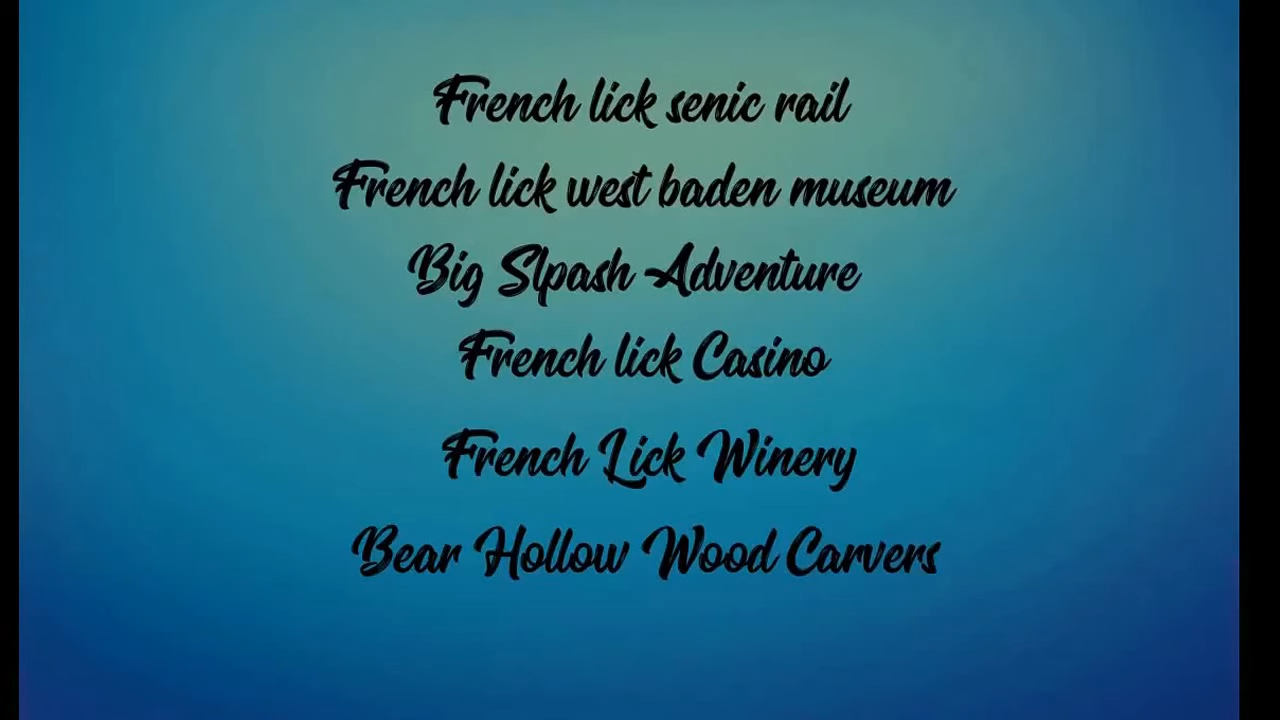 French lick senic rail
French lick west baden museum
Big Slpash Adventure
French lick Casino
French Lick Winery
Bear Hollow Wood Carvers